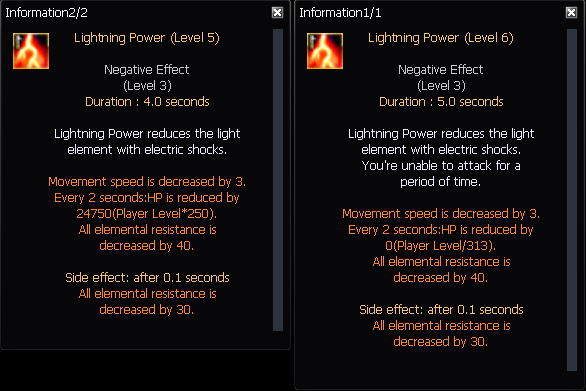 Information2/2
Lightning Power (Level 5)
Negative Effect
(Level 3)
Duration : 4.0 seconds
Lightning Power reduces the light
element with electric shocks.
Movement speed is decreased by 3.
Every 2 seconds:HP is reduced by
24750(Player Level*250).
All elemental resistance is
decreased by 40.
Side effect: after 0.1 seconds
All elemental resistance is
decreased by 30.
Information1/1
Lightning Power (Level 6)
Negative Effect
(Level 3)
Duration : 5.0 seconds
Lightning Power reduces the light
element with electric shocks.
You're unable to attack for a
period of time.
Movement speed is decreased by 3.
Every 2 seconds:HP is reduced by
0(Player Level/313).
All elemental resistance is
decreased by 40.
Side effect: after 0.1 seconds
All elemental resistance is
decreased by 30.